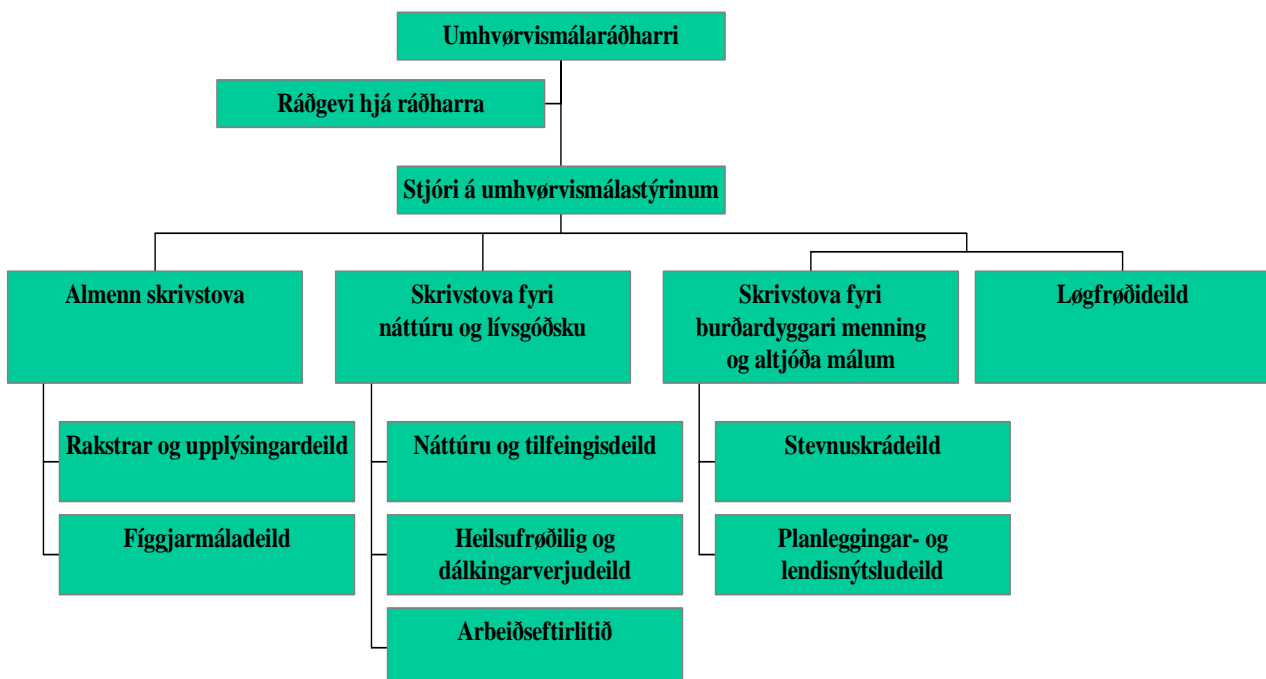 Umhvørvismálaráðharri
Ráðgevi hjá ráðharra
Stjóri á umhvørvismálastýrinum
Almenn skrivstova
Skrivstova fyri
náttúru og lívsgóðsku
Skrivstova fyri
burðardyggari menning
og altjóða málum
Løgfrøðideild
Rakstrar og upplýsingardeild
Fíggjarmáladeild
Náttúru og tilfeingisdeild
Heilsufrøðilig og
dálkingarverjudeild
Arbeiðseftirlitið
Stevnuskrádeild
Planleggingar- og
lendisnýtsludeild